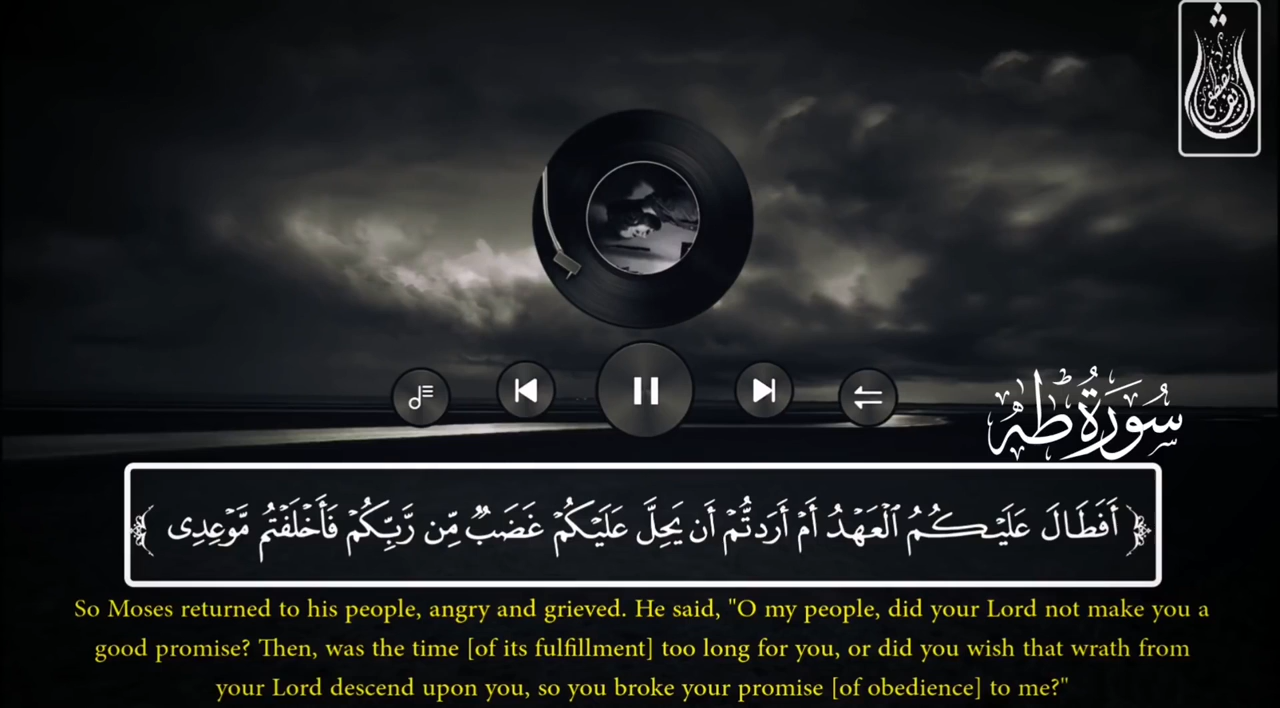 سُورَةُ طه
﴿ أَفَطَالَ عَلَيۡكُمُ ٱلۡعَهۡدُ أَمۡ أَرَدتُّمۡ أَن يَحِلَّ عَلَيۡكُمۡ غَضَبٞ مِّن رَّبِّكُمۡ فَأَخۡلَفۡتُم مَّوۡعِدِي ﴾
So Moses returned to his people, angry and grieved. He said, "O my people, did your Lord not make you a
good promise? Then, was the time [of its fulfillment] too long for you, or did you wish that wrath from
your Lord descend upon you, so you broke your promise [of obedience] to me?"